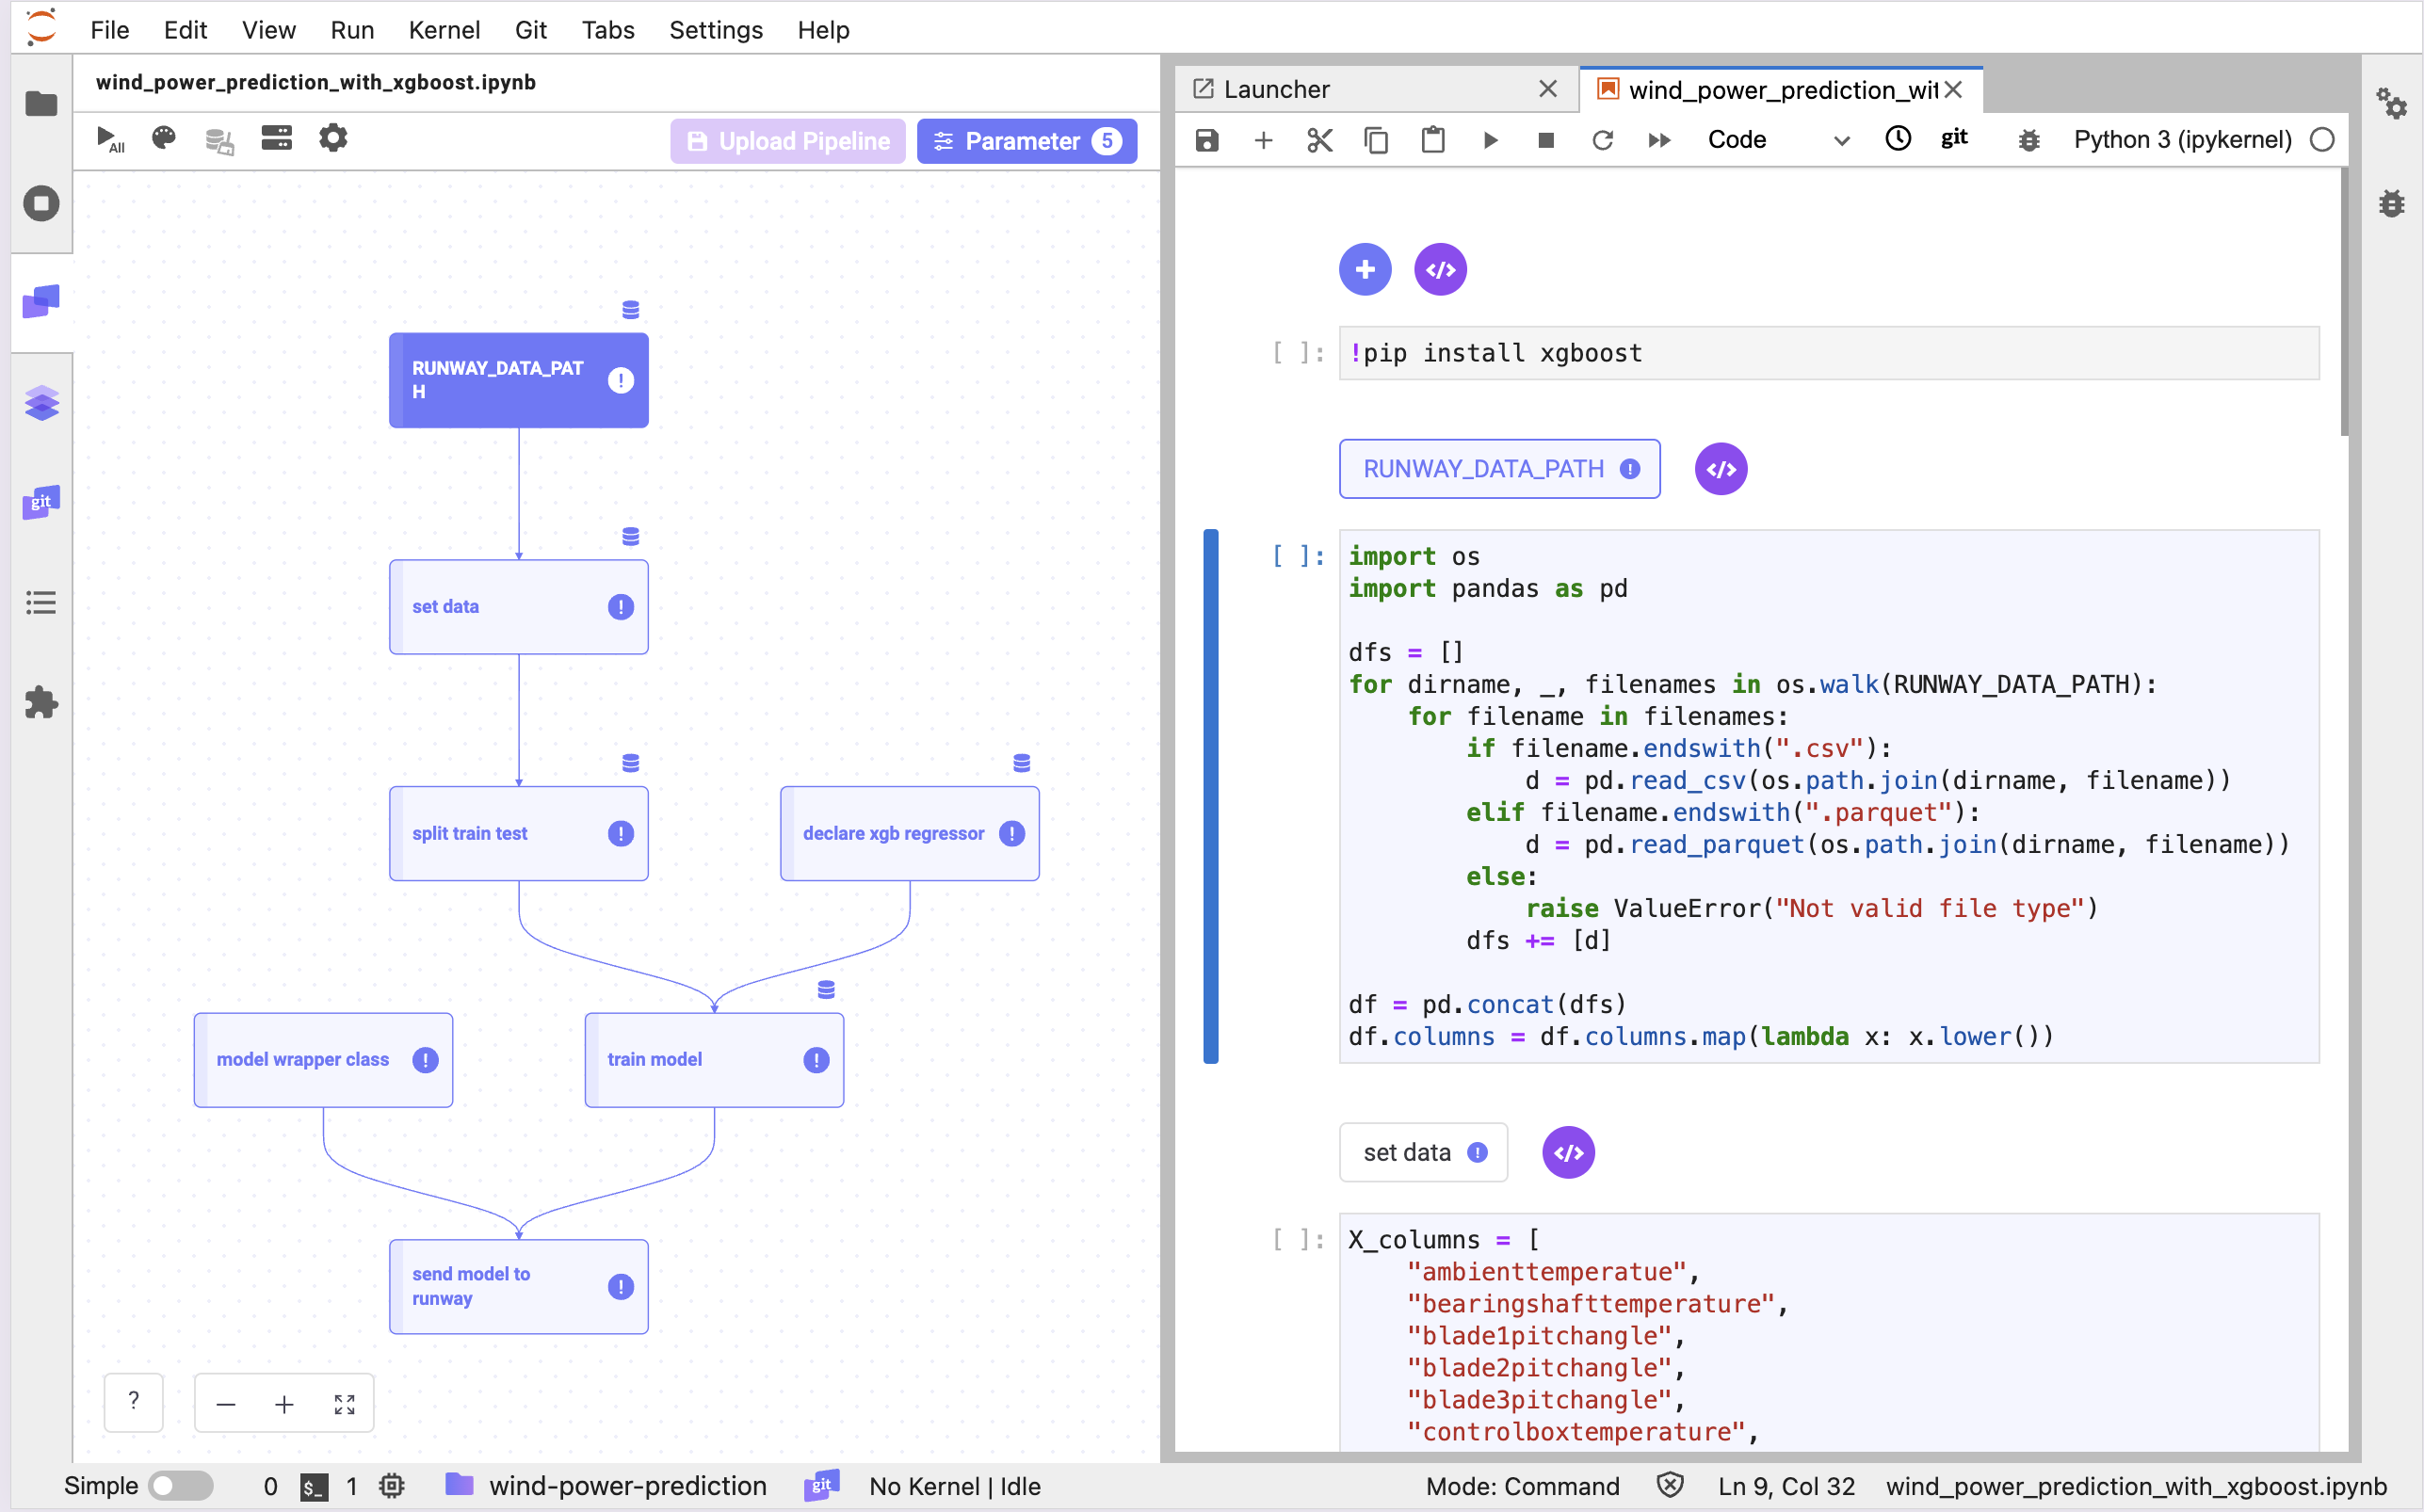 File Edit View Run Kernel Git Tabs Settings Help
wind_power_prediction_with_xgboost.ipynb
All
Upload Pipeline
Parameter 5
RUNWAY_DATA_PAT
H
!
set data !
split train test !
declare xgb regressor !
model wrapper class !
train model !
send model to
runway
!
?
git
Launcher
wind_power_prediction_wit
Code
git
Python 3 (ipykernel)
[ ]: !pip install xgboost
RUNWAY_DATA_PATH !
[ ]: import os
import pandas as pd
dfs = []
for dirname, _, filenames in os.walk(RUNWAY_DATA_PATH):
    for filename in filenames:
        if filename.endswith(".csv"):
            d = pd.read_csv(os.path.join(dirname, filename))
        elif filename.endswith(".parquet"):
            d = pd.read_parquet(os.path.join(dirname, filename))
        else:
            raise ValueError("Not valid file type")
        dfs += [d]
df = pd.concat(dfs)
df.columns = df.columns.map(lambda x: x.lower())
set data !
[ ]: X_columns = [
    "ambienttemperatue",
    "bearingshafttemperature",
    "blade1pitchangle",
    "blade2pitchangle",
    "blade3pitchangle",
    "controlboxtemperature",
Simple 0 $_ 1 wind-power-prediction git No Kernel | Idle Mode: Command Ln 9, Col 32 wind_power_prediction_with_xgboost.ipynb